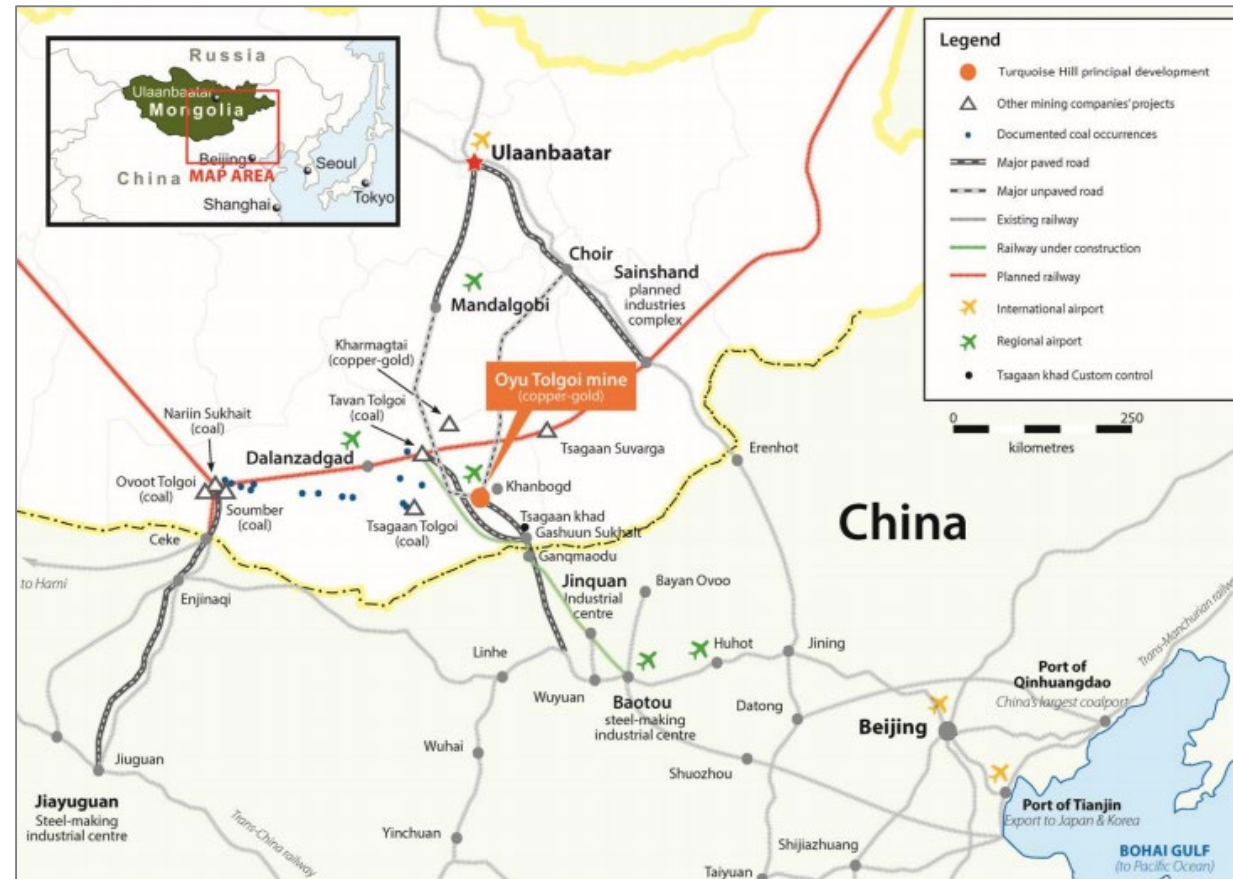 Russia
Ulaanbaatar
Mongolia
Beijing
Seoul
China
MAP AREA
Tokyo
Shanghai
Legend
Turquoise Hill principal development
Other mining companies' projects
Documented coal occurrences
Major paved road
Major unpaved road
Existing railway
Railway under construction
Planned railway
International airport
Regional airport
Tsagaan khad Custom control
0
250
kilometres
Ulaanbaatar
Choir
Sainshand
planned
industries
complex
Mandalgobi
Kharmagtai
(copper-gold)
Oyu Tolgoi mine
(copper-gold)
Tavan Tolgoi
(coal)
Nariin Sukhait
(coal)
Dalanzadgad
Tsagaan Suvarga
Erenhot
Ovoot Tolgoi
(coal)
Soumber
(coal)
Khanbogd
Tsagaan Tolgoi
(coal)
Tsagaan khad
Gashuun Sukhait
Ceke
Ganqmaodu
China
to Hami
Enjinaqi
Jinquan
Industrial
centre
Bayan Ovoo
Linhe
Huhot
Jining
Trans-Manchurian railway
Wuyuan
Baotou
steel-making
industrial centre
Datong
Port of
Qinhuangdao
China's largest coalport
Beijing
Wuhai
Shuozhou
Jiuguan
Jiayuguan
Steel-making
industrial centre
Port of Tianjin
Export to Japan & Korea
Trans-China railway
Yinchuan
Shijiazhuang
BOHAI GULF
(to Pacific Ocean)
Taiyuan